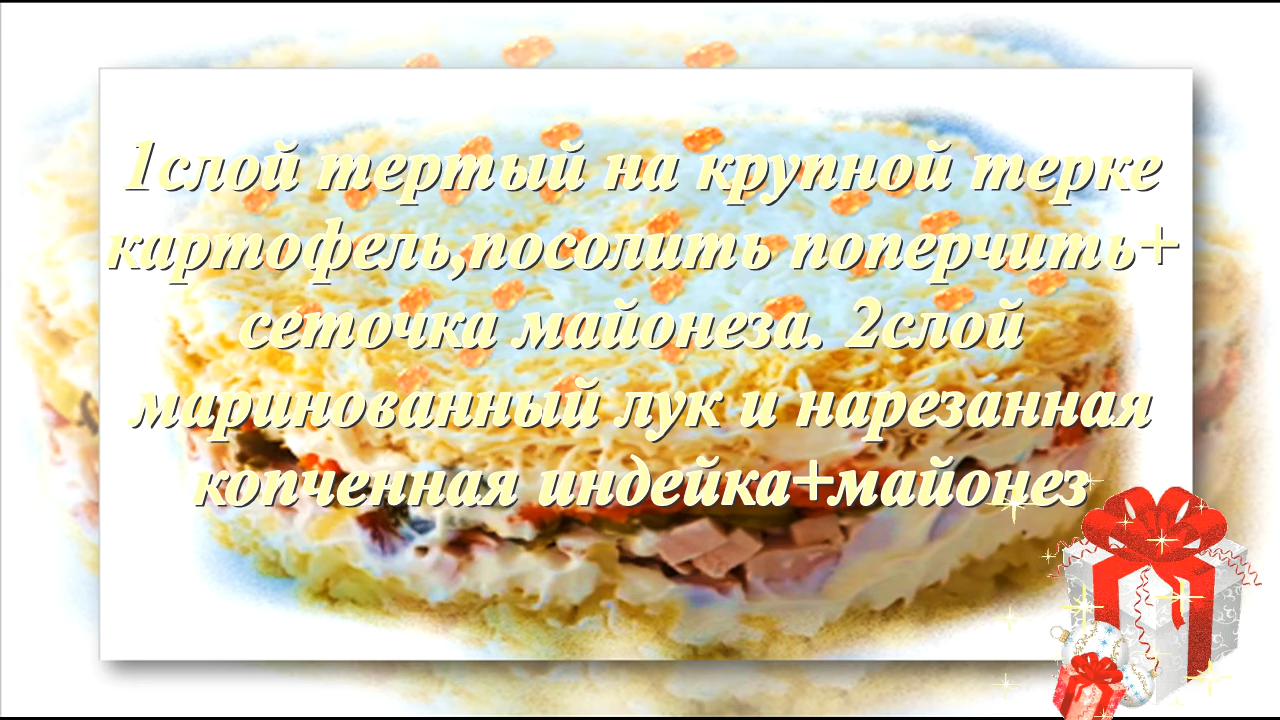 1слой тертый на крупной терке
картофель,посолить поперчить+
сеточка майонеза. 2слой
маринованный лук и нарезанная
копченная индейка+майонез